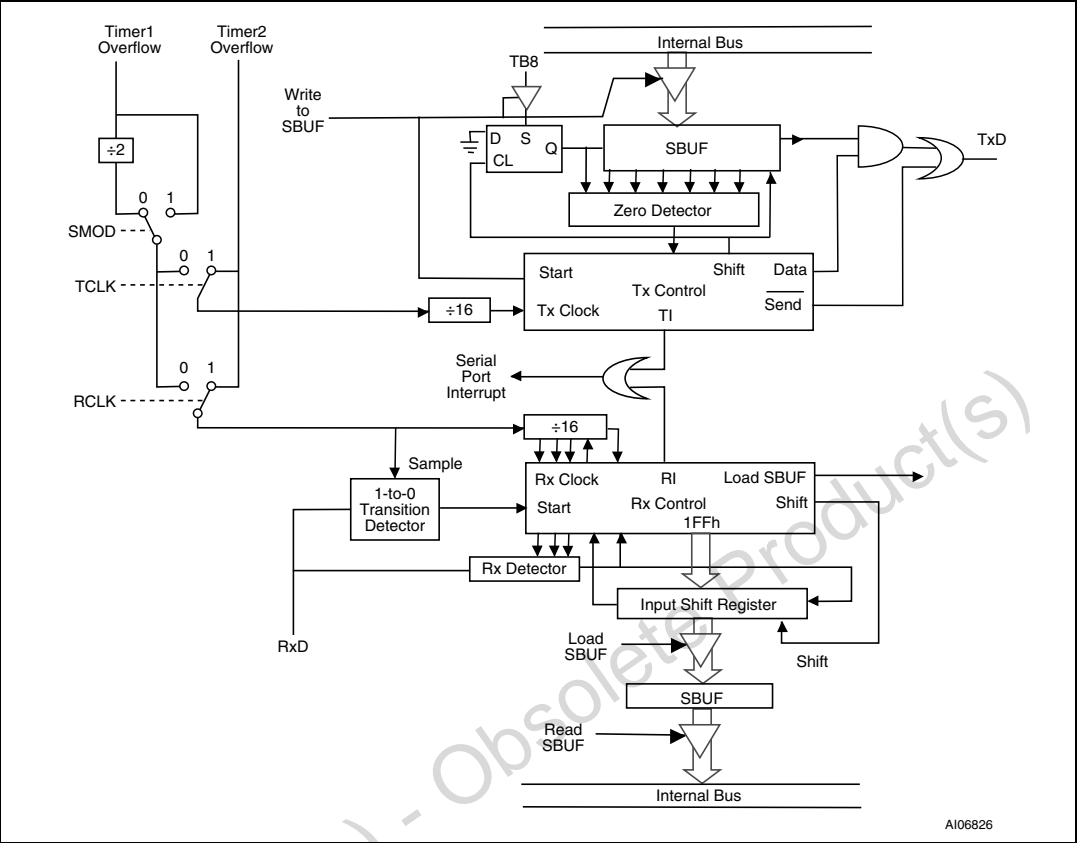 Timer1
Overflow
Timer2
Overflow
Internal Bus
TB8
Write
to
SBUF
÷2
D S
Q
CL
SBUF
TxD
0 1
SMOD
Zero Detector
0 1
TCLK
Start
Shift
Data
Tx Control
Send
÷16
Tx Clock
TI
Serial
Port
Interrupt
0 1
RCLK
÷16
Sample
Rx Clock
RI
Load SBUF
1-to-0
Transition
Detector
Start
Rx Control
Shift
1FFh
Rx Detector
Input Shift Register
RxD
Load
SBUF
Shift
SBUF
Read
SBUF
Internal Bus
AI06826
) - Obsolete Product(s)